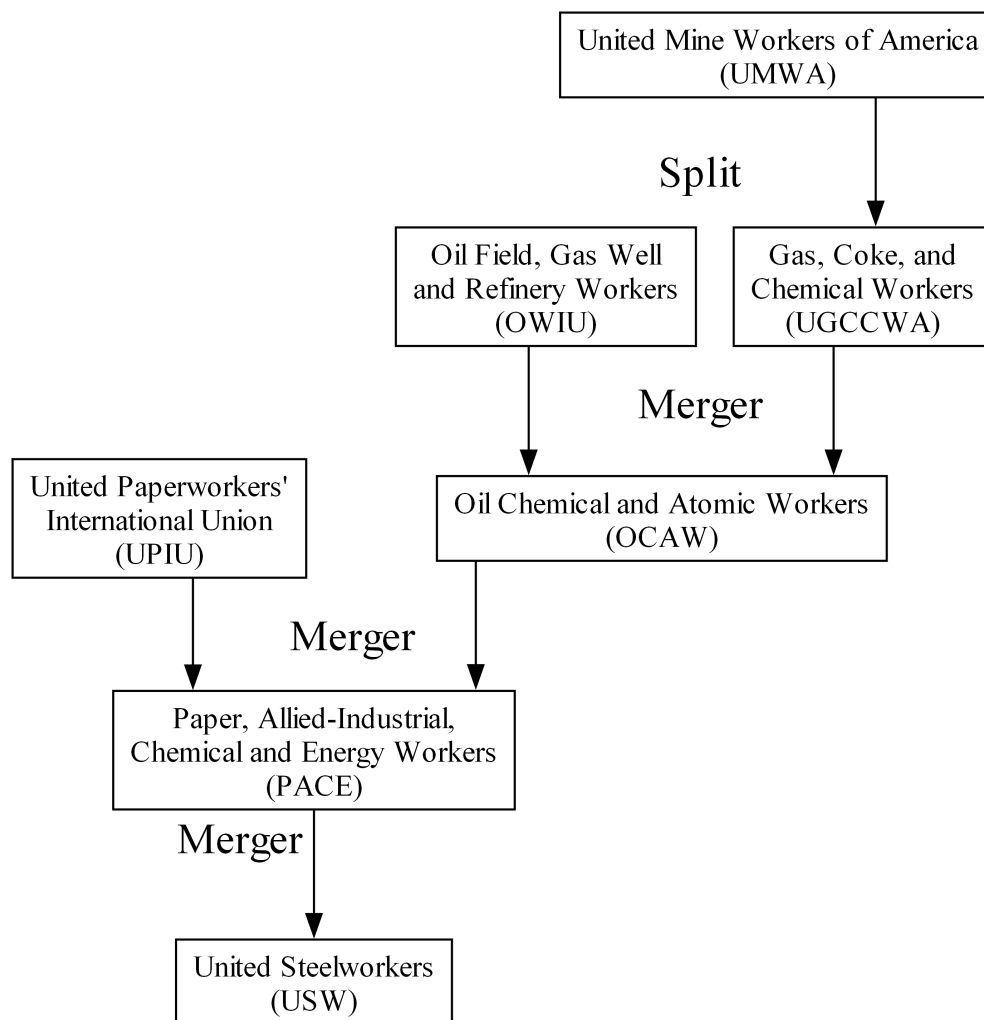 United Mine Workers of America
(UMWA)
Split
Oil Field, Gas Well
and Refinery Workers
(OWIU)
Gas, Coke, and
Chemical Workers
(UGCCWA)
Merger
United Paperworkers'
International Union
(UPIU)
Oil Chemical and Atomic Workers
(OCAW)
Merger
Paper, Allied-Industrial,
Chemical and Energy Workers
(PACE)
Merger
United Steelworkers
(USW)